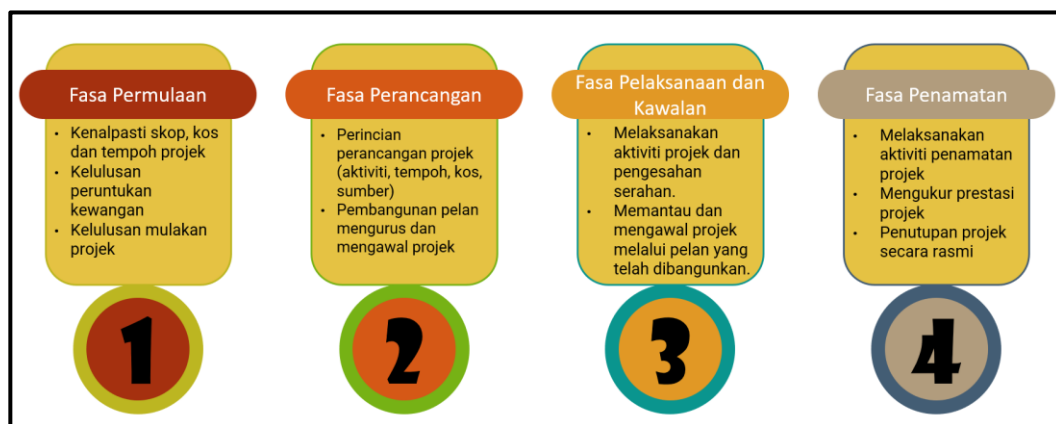 Fasa Permulaan
• Kenalpasti skop, kos
dan tempoh projek
• Kelulusan
peruntukan
kewangan
• Kelulusan mulakan
projek
1
Fasa Perancangan
• Perincian
perancangan projek
(aktiviti, tempoh, kos,
sumber)
• Pembangunan pelan
mengurus dan
mengawal projek
2
Fasa Pelaksanaan dan
Kawalan
• Melaksanakan
aktiviti projek dan
pengesahan
serahan.
• Memantau dan
mengawal projek
melalui pelan yang
telah dibangunkan.
3
Fasa Penamatan
• Melaksanakan
aktiviti penamatan
projek
• Mengukur prestasi
projek
• Penutupan projek
secara rasmi
4